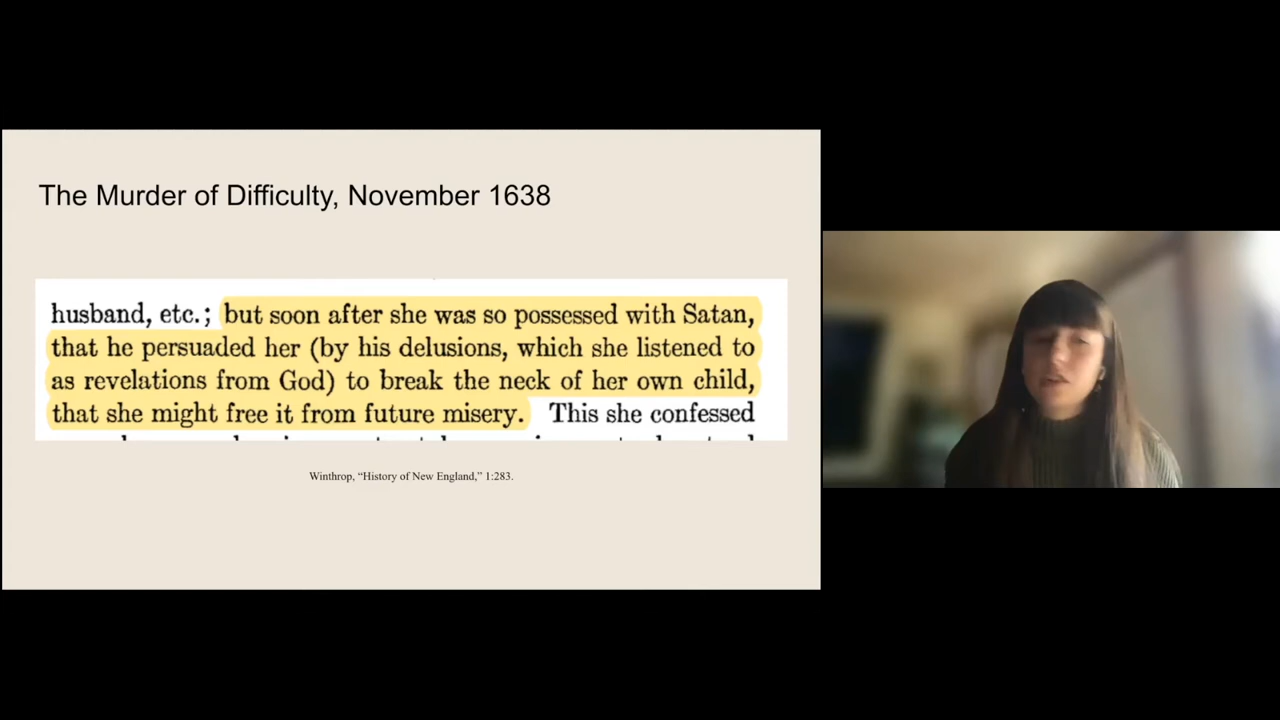 The Murder of Difficulty, November 1638
husband, etc.; but soon after she was so possessed with Satan,
that he persuaded her (by his delusions, which she listened to
as revelations from God) to break the neck of her own child,
that she might free it from future misery. This she confessed
Winthrop, “History of New England,” 1:283.